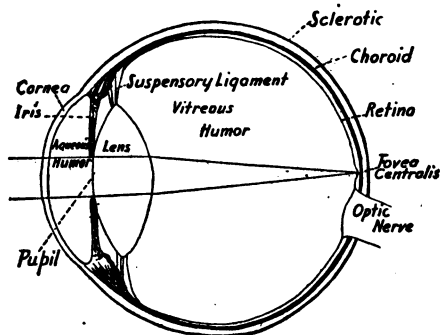 Sclerotic
Choroid
Suspensory Ligament
Cornea
Iris
Vitreous
Humor
Retina
Aqueous
Humor
Lens
Fovea
Centralis
Optic
Nerve
Pupil